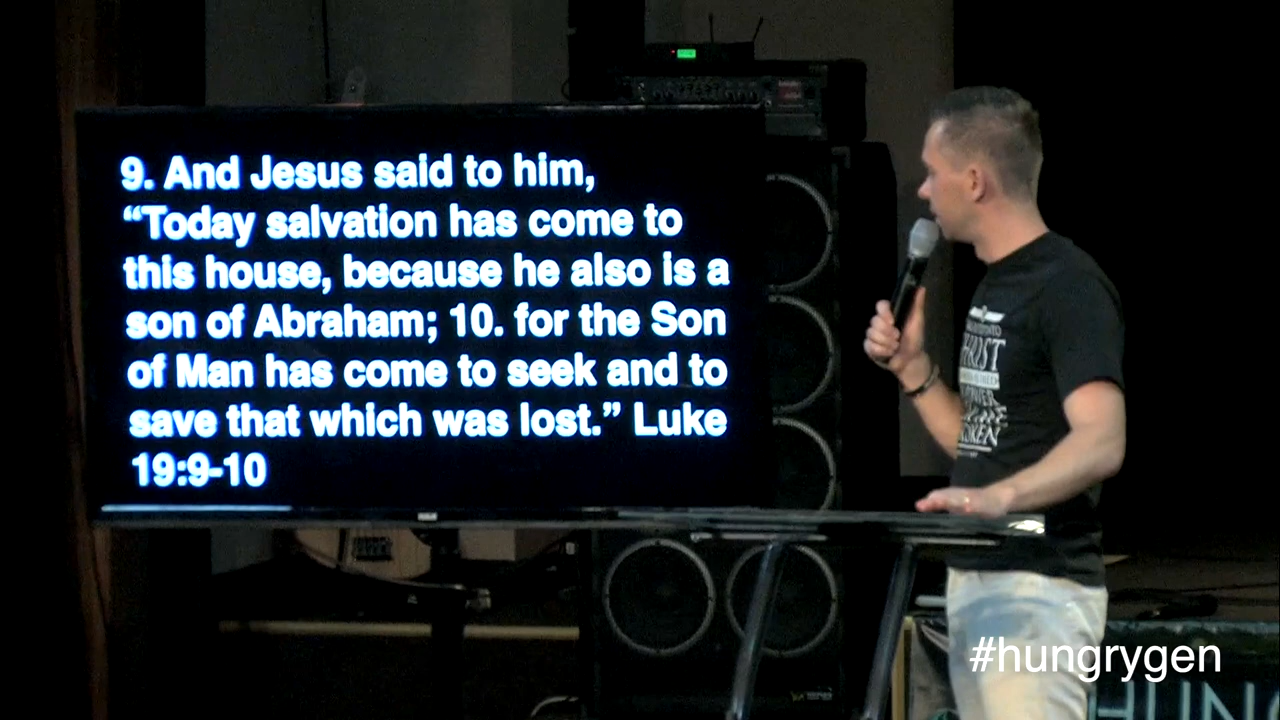 9. And Jesus said to him,
“Today salvation has come to
this house, because he also is a
son of Abraham; 10. for the Son
of Man has come to seek and to
save that which was lost.” Luke
19:9-10
#hungrygen
HUNG